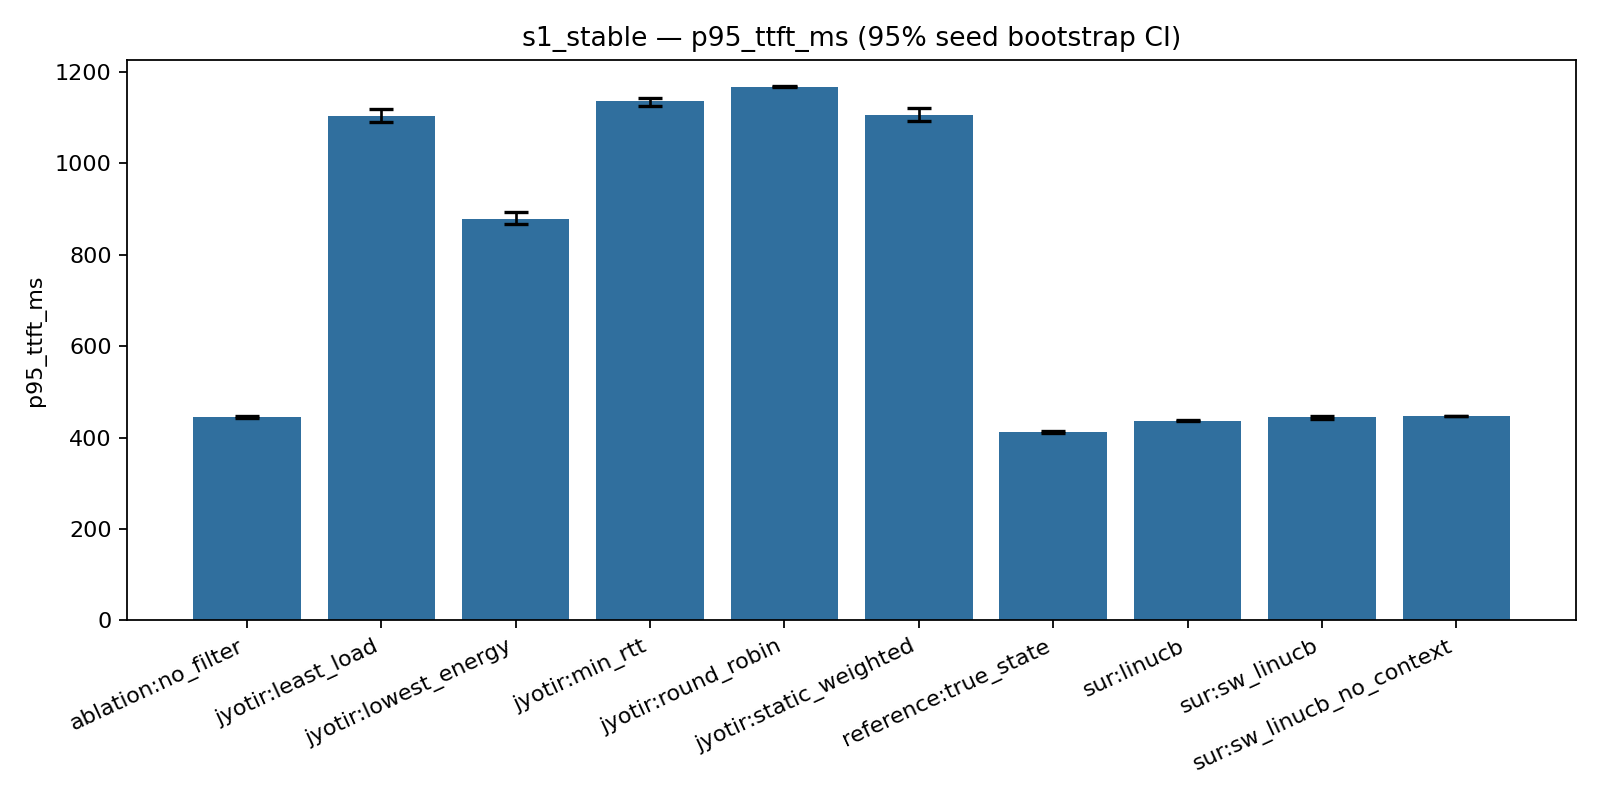 s1_stable — p95_ttft_ms (95% seed bootstrap CI)
p95_ttft_ms
1200
1000
800
600
400
200
0
ablation:no_filter
jyotir:least_load
jyotir:lowest_energy
jyotir:min_rtt
jyotir:round_robin
jyotir:static_weighted
reference:true_state
sur:linucb
sur:sw_linucb
sur:sw_linucb_no_context